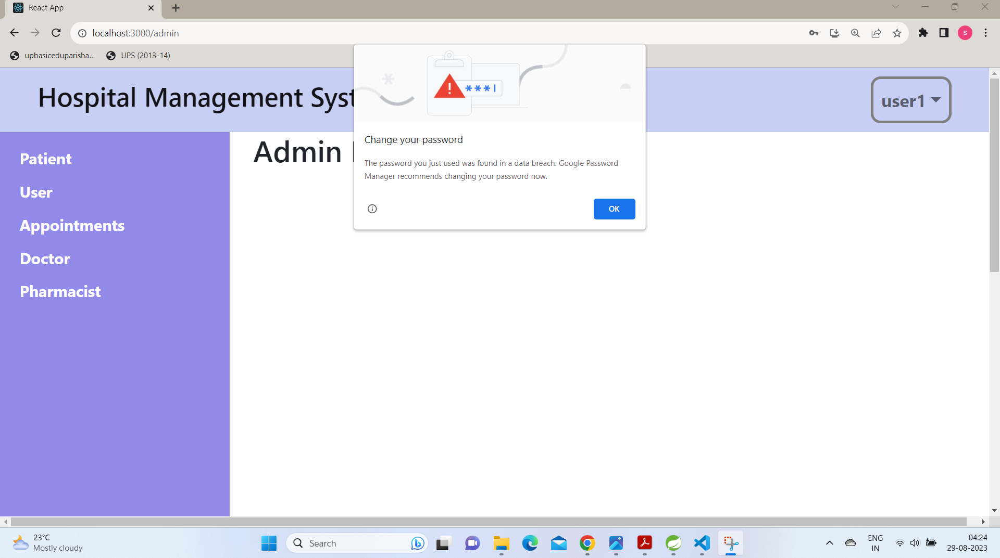 React App
localhost:3000/admin
s
upbasiceduparisha...
UPS (2013-14)
Hospital Management Syst
user1
Patient
User
Appointments
Doctor
Pharmacist
Admin
***
Change your password
The password you just used was found in a data breach. Google Password
Manager recommends changing your password now.
OK
23°C
Mostly cloudy
Search
ENG
IN
04:24
29-08-2023